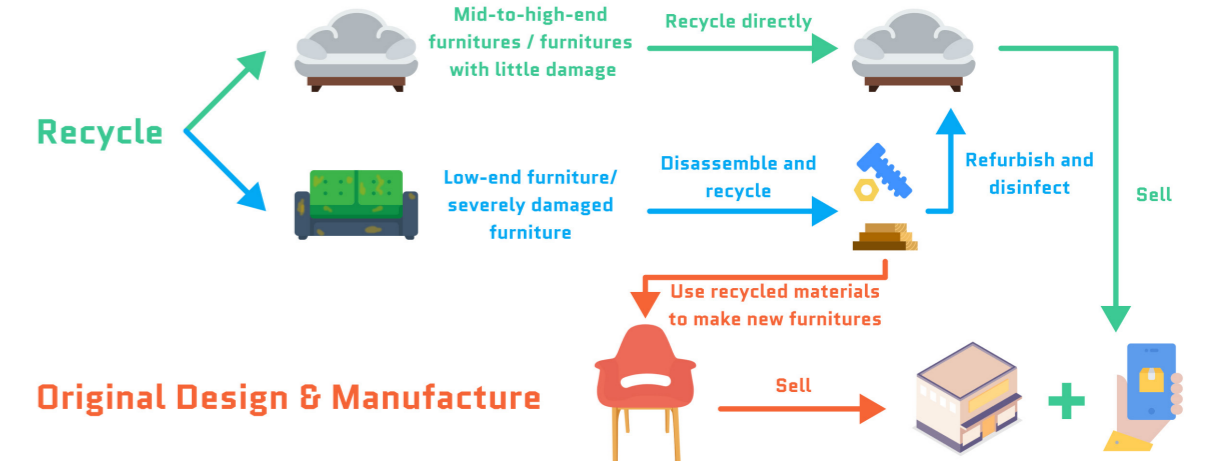 Mid-to-high-end
furnitures / furnitures
with little damage
Recycle directly
Recycle
Low-end furniture/
severely damaged
furniture
Disassemble and
recycle
Refurbish and
disinfect
Sell
Use recycled materials
to make new furnitures
Original Design & Manufacture
Sell